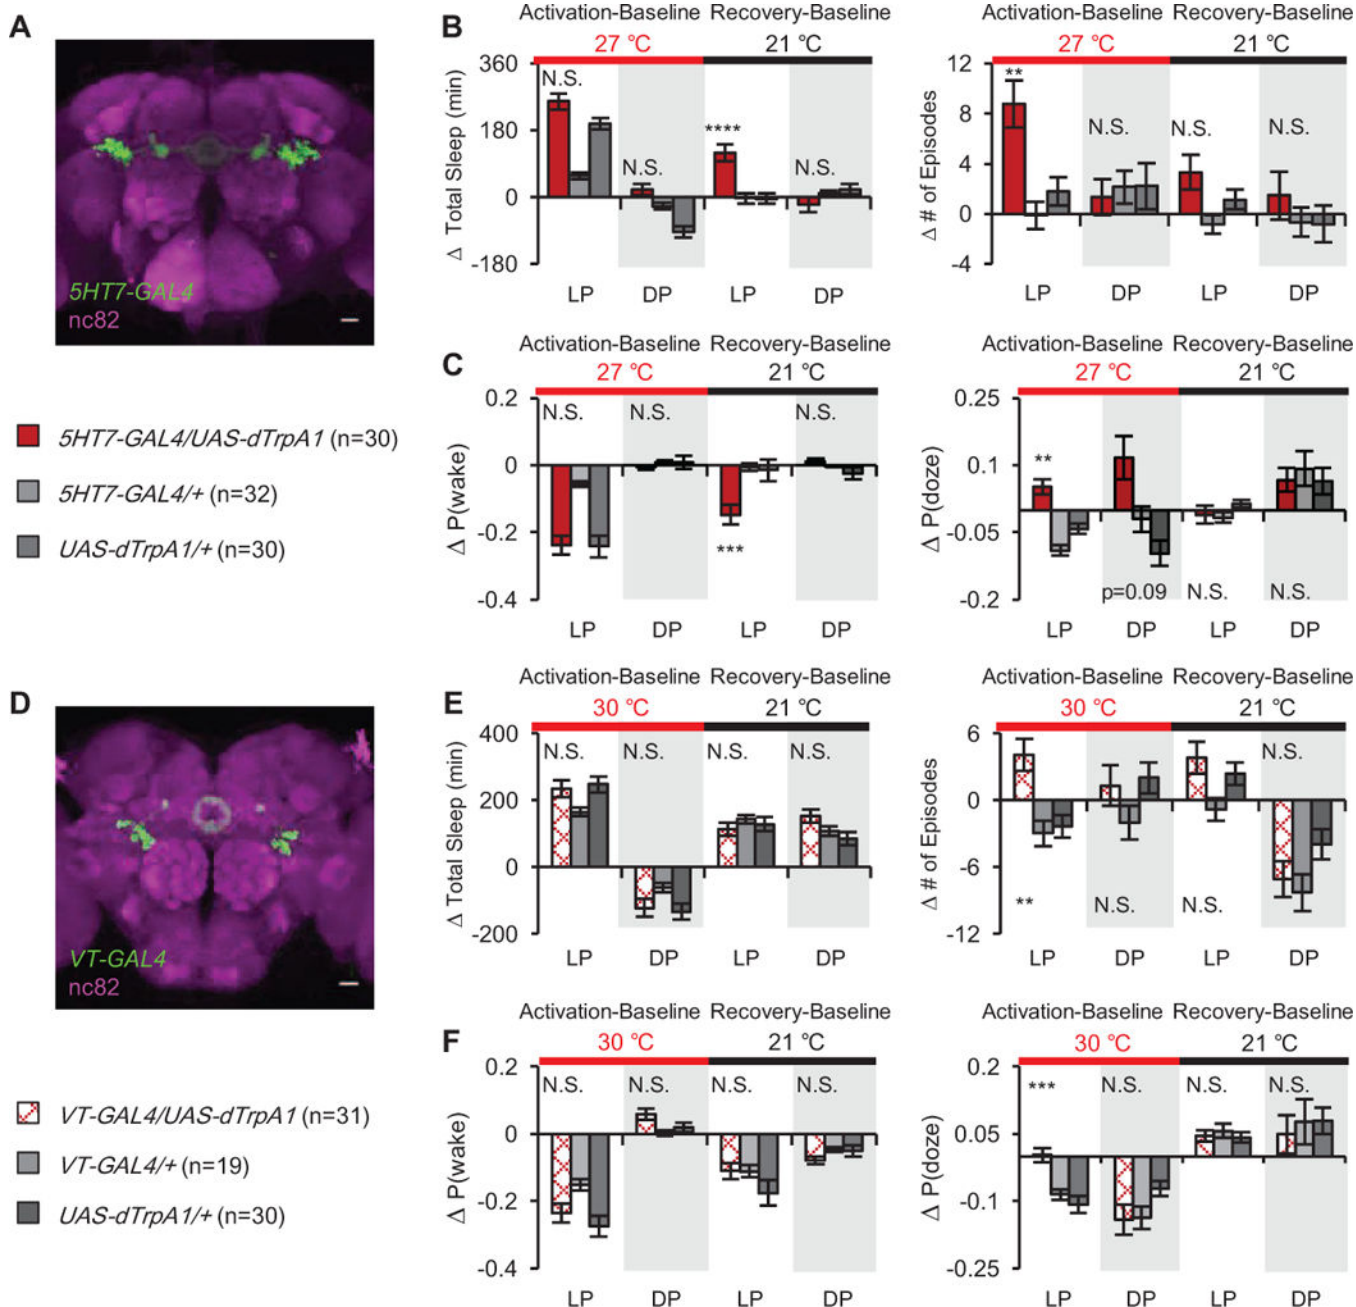 A
5HT7-GAL4
nc82
5HT7-GAL4/UAS-dTrpA1 (n=30)
5HT7-GAL4/+ (n=32)
UAS-dTrpA1/+ (n=30)
B
Activation-Baseline Recovery-Baseline
27 °C 21 °C
Δ Total Sleep (min)
360
180
0
-180
N.S.
N.S.
****
N.S.
LP DP LP DP
Activation-Baseline Recovery-Baseline
27 °C 21 °C
Δ # of Episodes
12
8
4
0
-4
**
N.S.
N.S.
N.S.
LP DP LP DP
C
Activation-Baseline Recovery-Baseline
27 °C 21 °C
Δ P(wake)
0.2
0
-0.2
-0.4
N.S.
N.S.
***
N.S.
LP DP LP DP
Activation-Baseline Recovery-Baseline
27 °C 21 °C
Δ P(doze)
0.25
0.1
-0.05
-0.2
**
p=0.09
N.S.
N.S.
LP DP LP DP
D
VT-GAL4
nc82
VT-GAL4/UAS-dTrpA1 (n=31)
VT-GAL4/+ (n=19)
UAS-dTrpA1/+ (n=30)
E
Activation-Baseline Recovery-Baseline
30 °C 21 °C
Δ Total Sleep (min)
400
200
0
-200
N.S.
N.S.
N.S.
N.S.
LP DP LP DP
Activation-Baseline Recovery-Baseline
30 °C 21 °C
Δ # of Episodes
6
0
-6
-12
**
N.S.
N.S.
N.S.
LP DP LP DP
F
Activation-Baseline Recovery-Baseline
30 °C 21 °C
Δ P(wake)
0.2
0
-0.2
-0.4
N.S.
N.S.
N.S.
N.S.
LP DP LP DP
Activation-Baseline Recovery-Baseline
30 °C 21 °C
Δ P(doze)
0.2
0.05
-0.1
-0.25
***
N.S.
N.S.
N.S.
LP DP LP DP